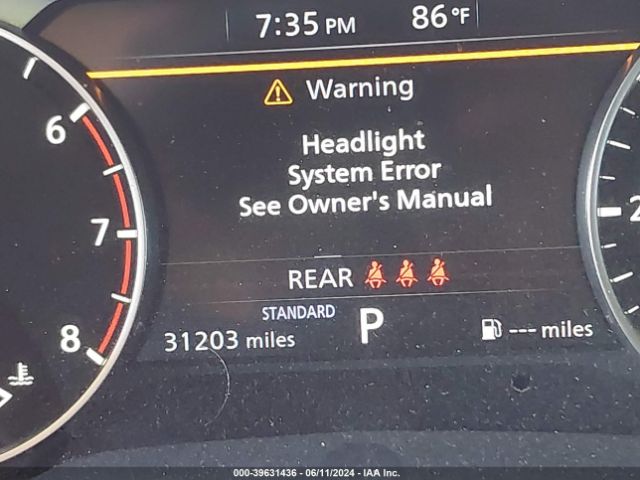 7:35 PM 86°F
Warning
Headlight
System Error
See Owner's Manual
REAR
STANDARD
31203 miles P --- miles
6
7
8
2
000-39631436 - 06/11/2024 - IAA Inc.